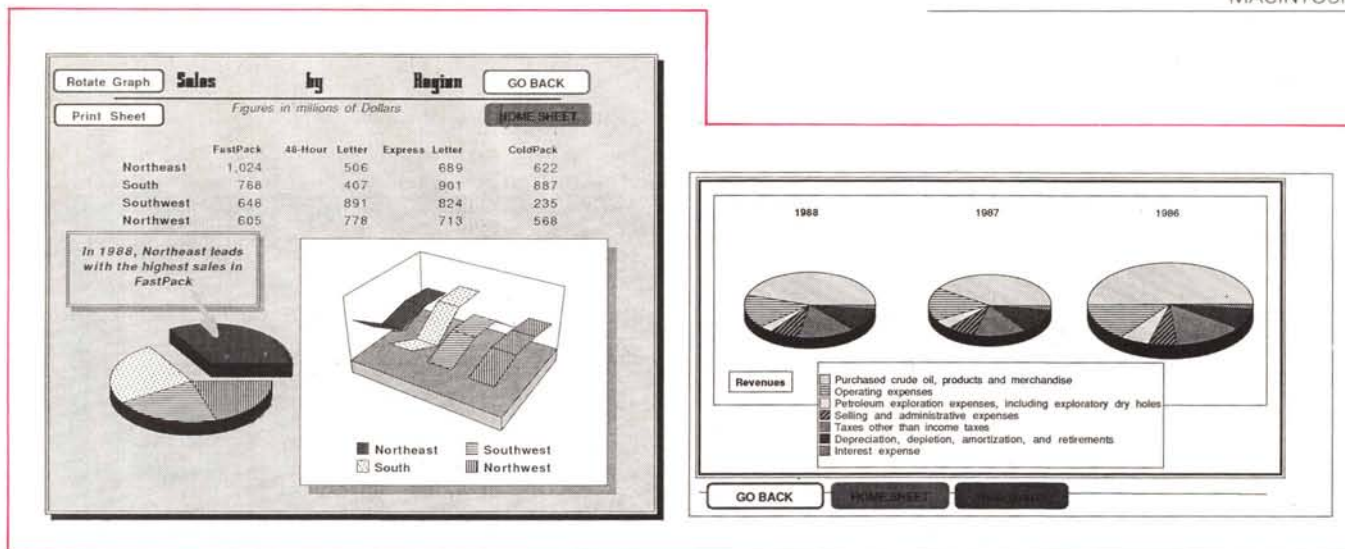 Rotate Graph Sales by Region GO BACK
Print Sheet Figures in millions of Dollars HOME SHEET
FastPack 48-Hour Letter Express Letter ColdPack
Northeast 1,024 506 689 622
South 768 407 901 887
Southwest 648 891 824 235
Northwest 605 778 713 568
In 1988, Northeast leads
with the highest sales in
FastPack
Northeast Southwest
South Northwest
1988 1987 1986
Revenues
Purchased crude oil, products and merchandise
Operating expenses
Petroleum exploration expenses, including exploratory dry holes
Selling and administrative expenses
Taxes other than income taxes
Depreciation, depletion, amortization, and retirements
Interest expense
GO BACK HOME SHEET